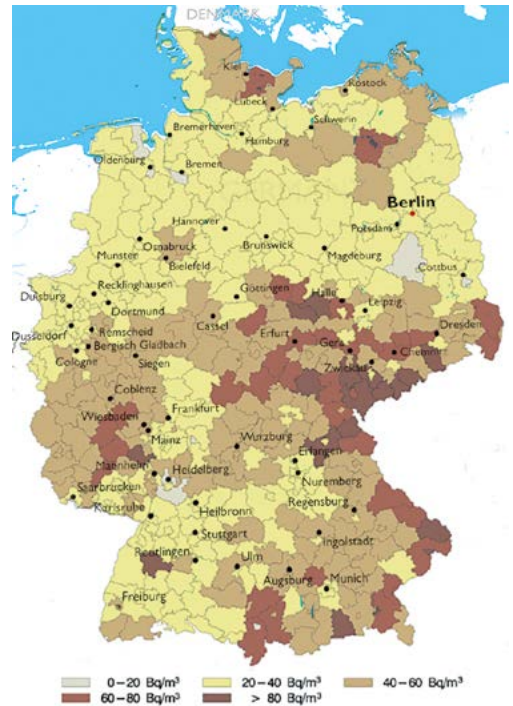 DENMARK
Kiel
Rostock
Lübeck
Schwerin
Bremerhaven
Hamburg
Oldenburg
Bremen
Berlin
Potsdam
Hannover
Osnabruck
Brunswick
Magdeburg
Munster
Bielefeld
Cottbus
Recklinghausen
Gottingen
Halle
Duisburg
Dortmund
Leipzig
Dusseldorf
Remscheid
Cassel
Erfurt
Dresden
Bergisch Gladbach
Gera
Chemnitz
Cologne
Siegen
Zwickau
Coblenz
Frankfurt
Wiesbaden
Mainz
Wurzburg
Erlangen
Mannheim
Heidelberg
Nuremberg
Saarbrucken
Regensburg
Karlsruhe
Heilbronn
Stuttgart
Ingolstadt
Reutlingen
Ulm
Augsburg
Munich
Freiburg
0–20 Bq/m³ 20–40 Bq/m³ 40–60 Bq/m³
60–80 Bq/m³ > 80 Bq/m³